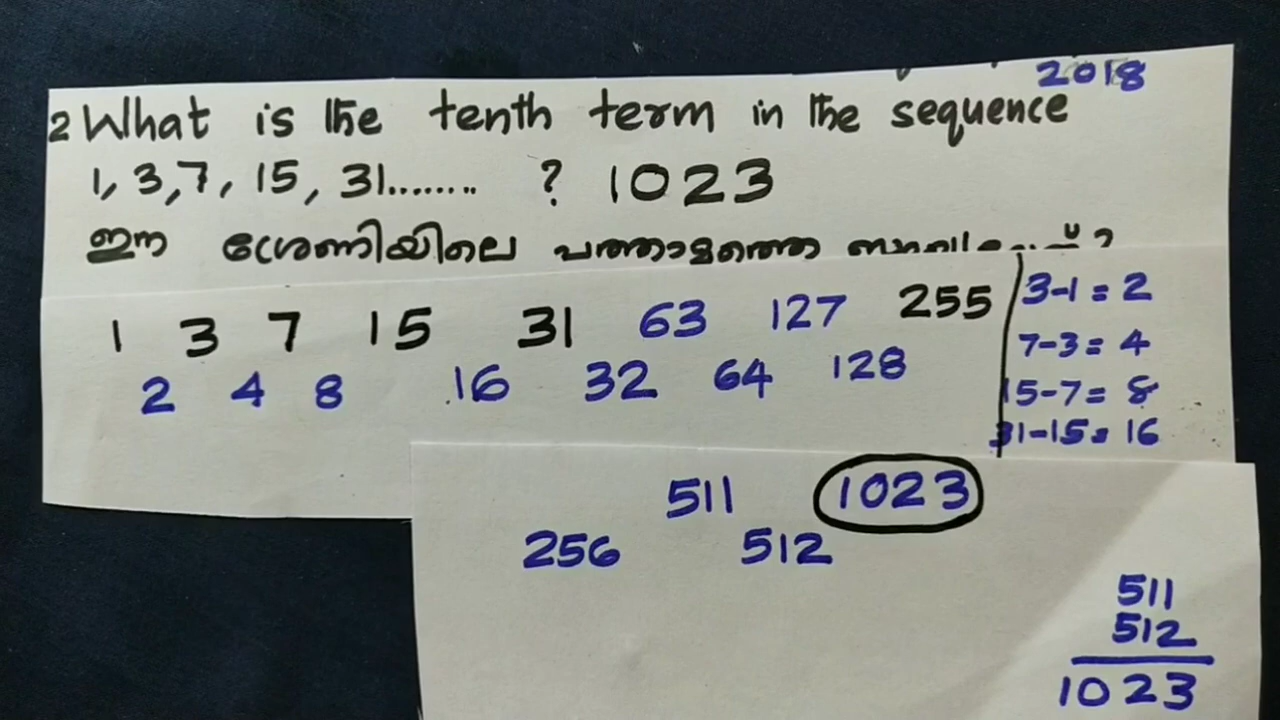 2018
2 What is the tenth term in the sequence
1, 3, 7, 15, 31........ ? 1023
ഈ ശ്രേണിയിലെ പത്താമത്തെ
1 3 7 15 31 63 127 255
2 4 8 16 32 64 128
3-1 = 2
7-3 = 4
15-7 = 8
31-15 = 16
511 1023
256 512
511
512
1023